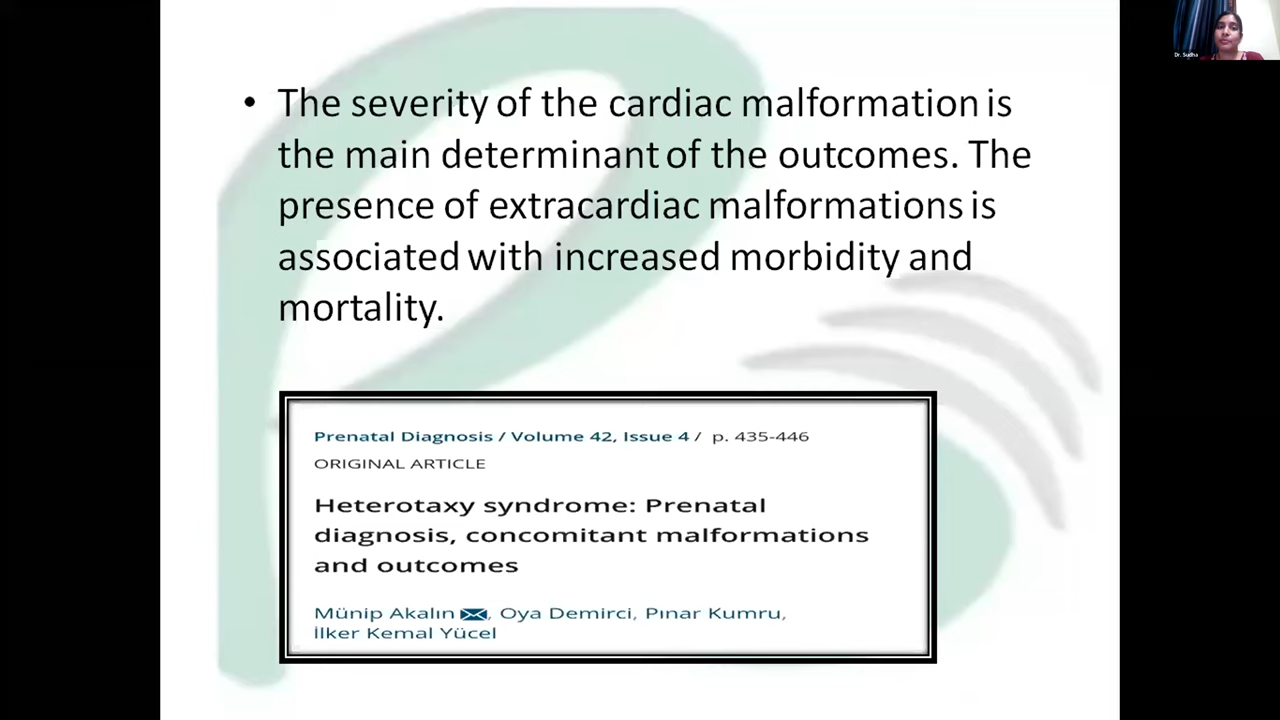 • The severity of the cardiac malformation is
the main determinant of the outcomes. The
presence of extracardiac malformations is
associated with increased morbidity and
mortality.
Prenatal Diagnosis / Volume 42, Issue 4 / p. 435-446
ORIGINAL ARTICLE
Heterotaxy syndrome: Prenatal
diagnosis, concomitant malformations
and outcomes
Münip Akalın ✉, Oya Demirci, Pınar Kumru,
İlker Kemal Yücel
Dr. Sudha